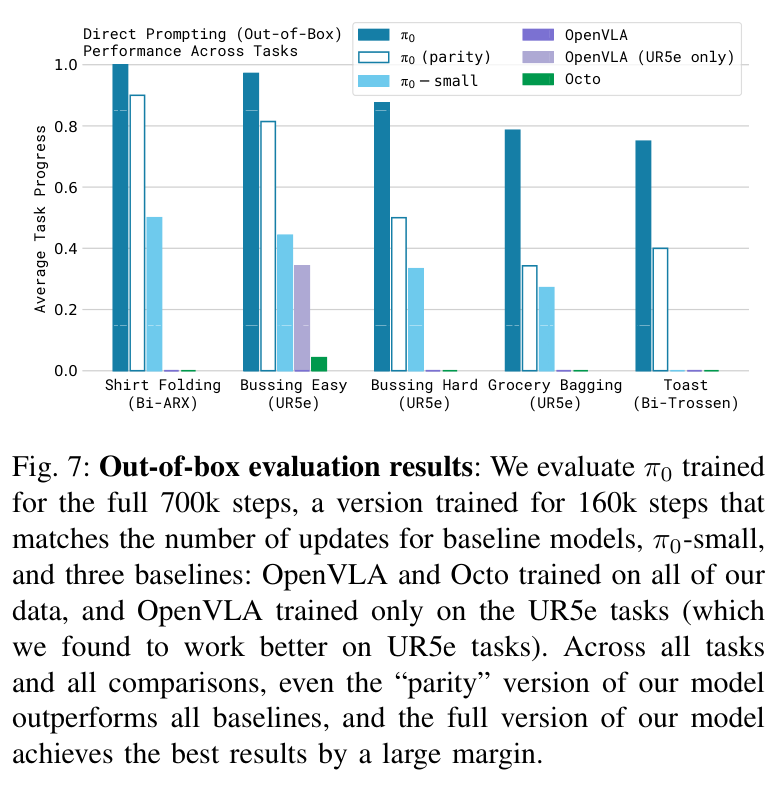 Direct Prompting (Out-of-Box)
Performance Across Tasks
π₀
π₀ (parity)
π₀ – small
OpenVLA
OpenVLA (UR5e only)
Octo
Average Task Progress
1.0
0.8
0.6
0.4
0.2
0.0
Shirt Folding
(Bi-ARX)
Bussing Easy
(UR5e)
Bussing Hard
(UR5e)
Grocery Bagging
(UR5e)
Toast
(Bi-Trossen)
Fig. 7: Out-of-box evaluation results: We evaluate π₀ trained
for the full 700k steps, a version trained for 160k steps that
matches the number of updates for baseline models, π₀-small,
and three baselines: OpenVLA and Octo trained on all of our
data, and OpenVLA trained only on the UR5e tasks (which
we found to work better on UR5e tasks). Across all tasks
and all comparisons, even the “parity” version of our model
outperforms all baselines, and the full version of our model
achieves the best results by a large margin.